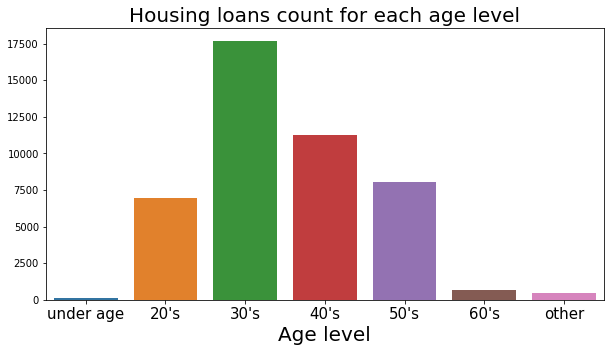 Housing loans count for each age level
17500
15000
12500
10000
7500
5000
2500
0
under age 20's 30's 40's 50's 60's other
Age level